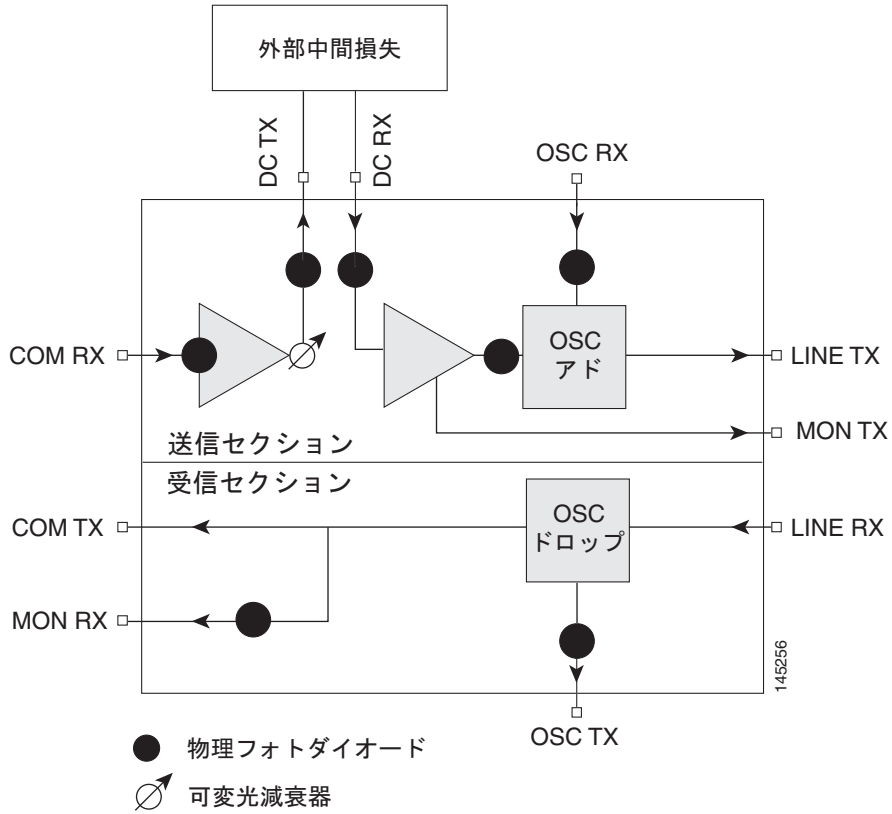 外部中間損失
DC TX
DC RX
OSC RX
COM RX
OSC
アド
LINE TX
MON TX
送信セクション
受信セクション
COM TX
OSC
ドロップ
LINE RX
MON RX
145256
OSC TX
物理フォトダイオード
可変光減衰器